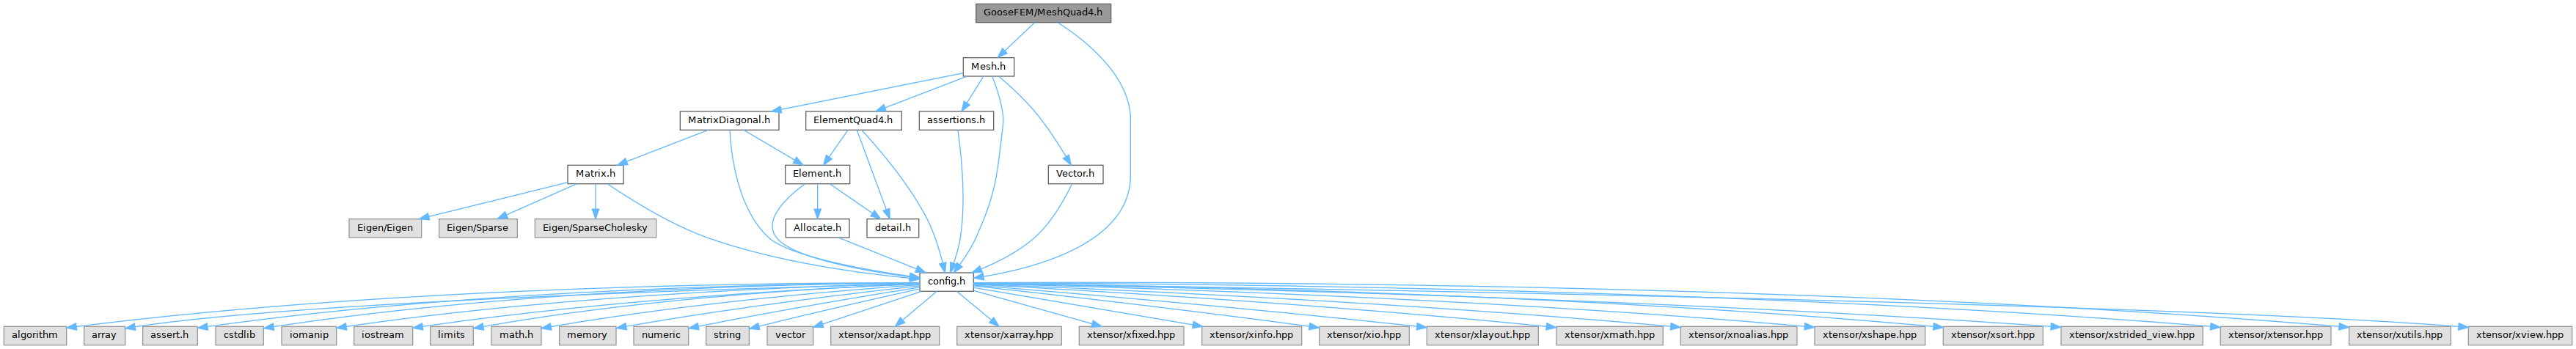 GooseFEM/MeshQuad4.h
Mesh.h
MatrixDiagonal.h
ElementQuad4.h
assertions.h
Matrix.h
Element.h
Vector.h
Eigen/Eigen
Eigen/Sparse
Eigen/SparseCholesky
Allocate.h
detail.h
config.h
algorithm
array
assert.h
cstdlib
iomanip
iostream
limits
math.h
memory
numeric
string
vector
xtensor/xadapt.hpp
xtensor/xarray.hpp
xtensor/xfixed.hpp
xtensor/xinfo.hpp
xtensor/xio.hpp
xtensor/xlayout.hpp
xtensor/xmath.hpp
xtensor/xnoalias.hpp
xtensor/xshape.hpp
xtensor/xsort.hpp
xtensor/xstrided_view.hpp
xtensor/xtensor.hpp
xtensor/xutils.hpp
xtensor/xview.hpp